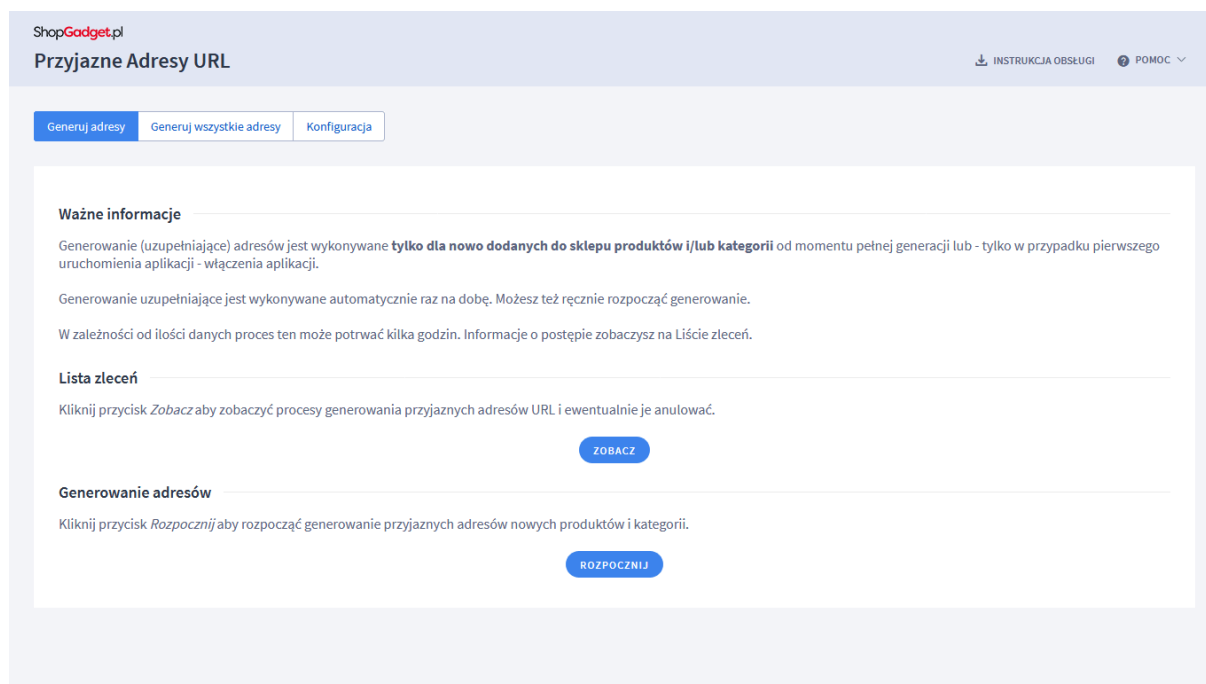 ShopGadget.pl
Przyjazne Adresy URL
INSTRUKCJA OBSŁUGI
POMOC
Generuj adresy
Generuj wszystkie adresy
Konfiguracja
Ważne informacje
Generowanie (uzupełniające) adresów jest wykonywane tylko dla nowo dodanych do sklepu produktów i/lub kategorii od momentu pełnej generacji lub - tylko w przypadku pierwszego
uruchomienia aplikacji - włączenia aplikacji.
Generowanie uzupełniające jest wykonywane automatycznie raz na dobę. Możesz też ręcznie rozpocząć generowanie.
W zależności od ilości danych proces ten może potrwać kilka godzin. Informacje o postępie zobaczysz na Liście zleceń.
Lista zleceń
Kliknij przycisk Zobacz aby zobaczyć procesy generowania przyjaznych adresów URL i ewentualnie je anulować.
ZOBACZ
Generowanie adresów
Kliknij przycisk Rozpocznij aby rozpocząć generowanie przyjaznych adresów nowych produktów i kategorii.
ROZPOCZNIJ